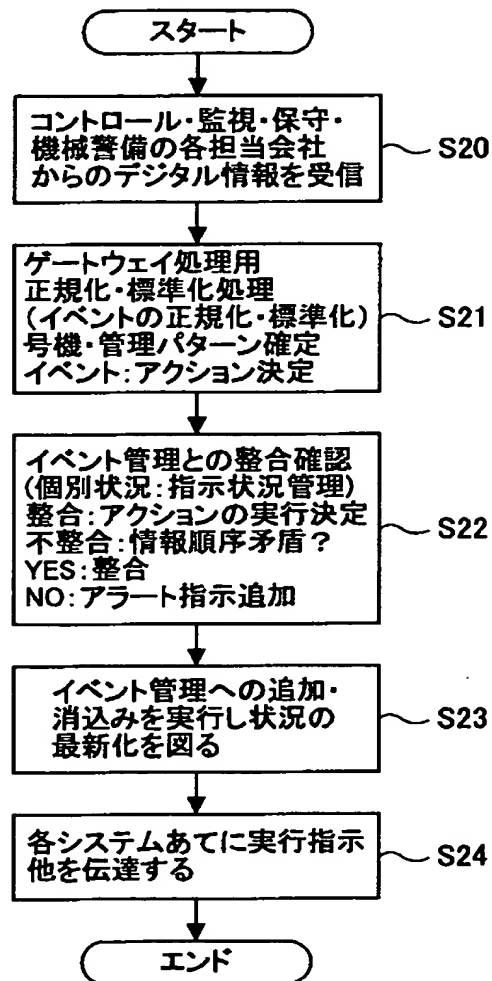 スタート
コントロール・監視・保守・
機械警備の各担当会社
からのデジタル情報を受信
S20
ゲートウェイ処理用
正規化・標準化処理
(イベントの正規化・標準化)
号機・管理パターン確定
イベント:アクション決定
S21
イベント管理との整合確認
(個別状況:指示状況管理)
整合:アクションの実行決定
不整合:情報順序矛盾?
YES:整合
NO:アラート指示追加
S22
イベント管理への追加・
消込みを実行し状況の
最新化を図る
S23
各システムあてに実行指示
他を伝達する
S24
エンド